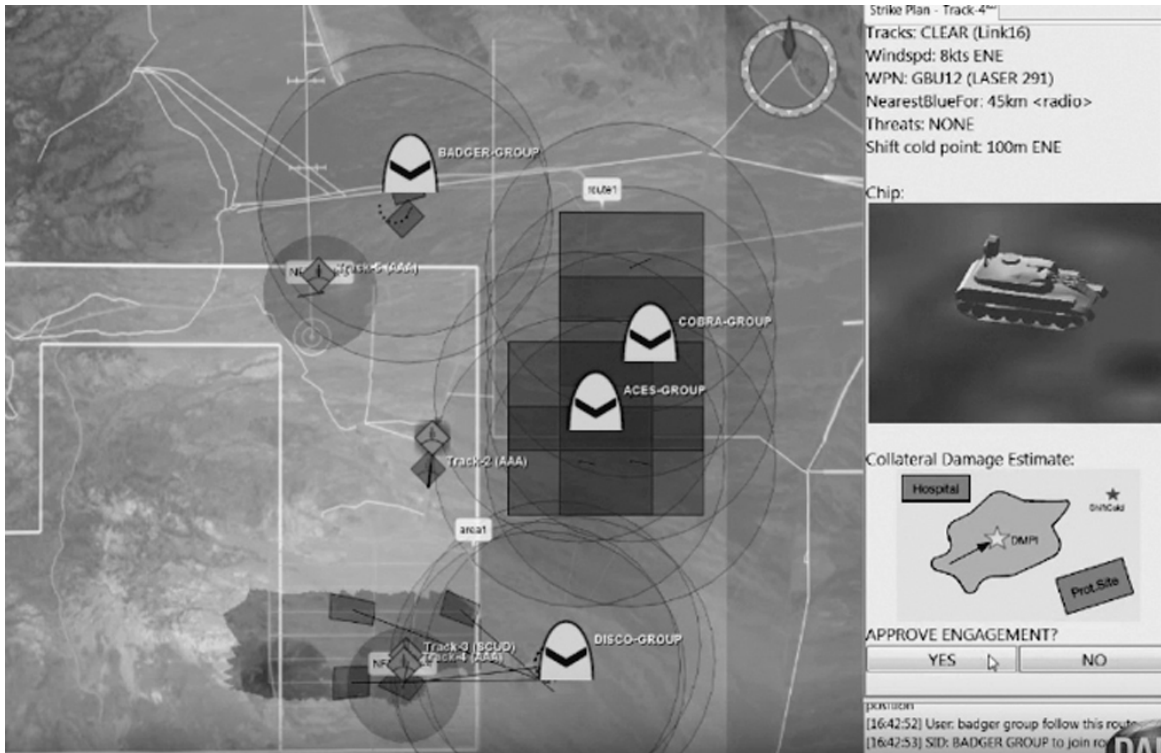 Strike Plan - Track-4
Tracks: CLEAR (Link16)
Windspd: 8kts ENE
WPN: GBU12 (LASER 291)
NearestBlueFor: 45km <radio>
Threats: NONE
Shift cold point: 100m ENE
Chip:
BADGER-GROUP
route1
Track-5 (AAA)
COBRA-GROUP
ACES-GROUP
Track-2 (AAA)
area1
DISCO-GROUP
Track-3 (SCUD)
Track-4 (AAA)
Collateral Damage Estimate:
Hospital
DMPI
Prot.Site
APPROVE ENGAGEMENT?
YES
NO
position
[16:42:52] User: badger group follow this route
[16:42:53] SID: BADGER GROUP to join